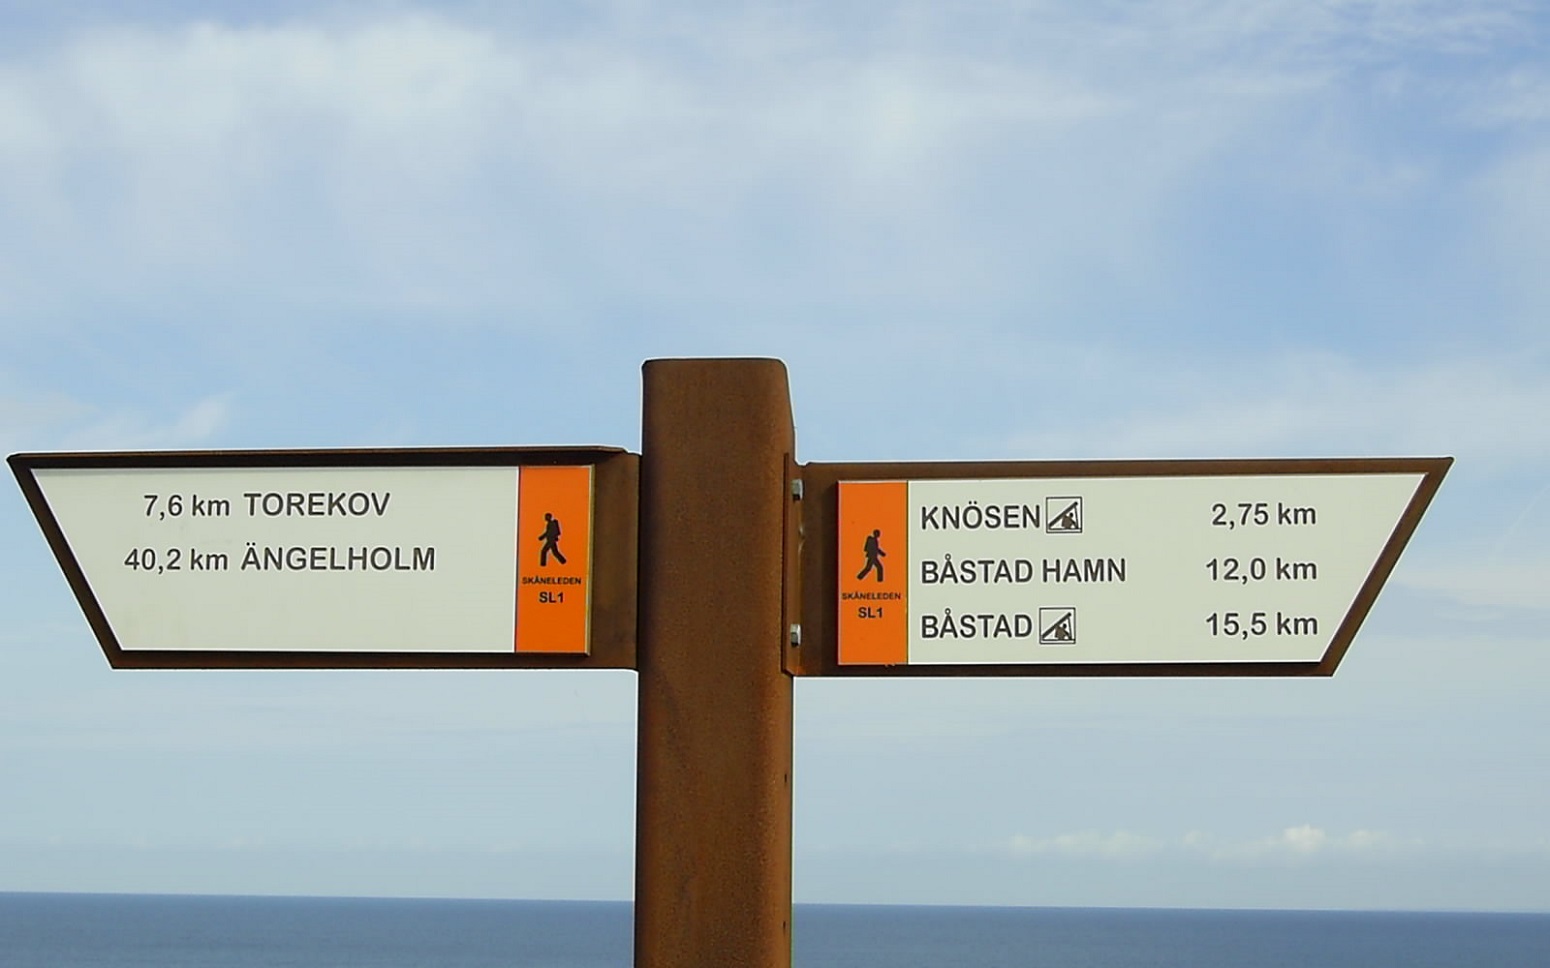 7,6 km TOREKOV
40,2 km ÄNGELHOLM
SKÅNELEDEN
SL1
SKÅNELEDEN
SL1
KNÖSEN 2,75 km
BÅSTAD HAMN 12,0 km
BÅSTAD 15,5 km